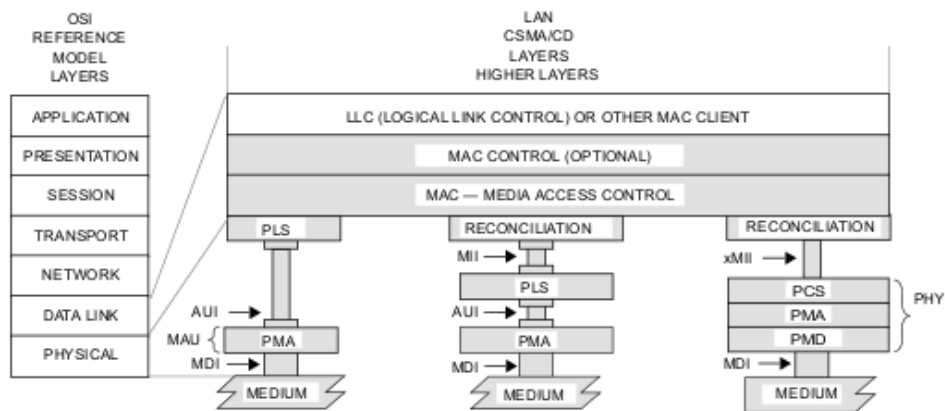 OSI
REFERENCE
MODEL
LAYERS
LAN
CSMA/CD
LAYERS
HIGHER LAYERS
APPLICATION
PRESENTATION
SESSION
TRANSPORT
NETWORK
DATA LINK
PHYSICAL
LLC (LOGICAL LINK CONTROL) OR OTHER MAC CLIENT
MAC CONTROL (OPTIONAL)
MAC — MEDIA ACCESS CONTROL
PLS
AUI
MAU
PMA
MDI
MEDIUM
RECONCILIATION
MII
PLS
AUI
PMA
MDI
MEDIUM
RECONCILIATION
xMII
PCS
PMA
PMD
PHY
MDI
MEDIUM